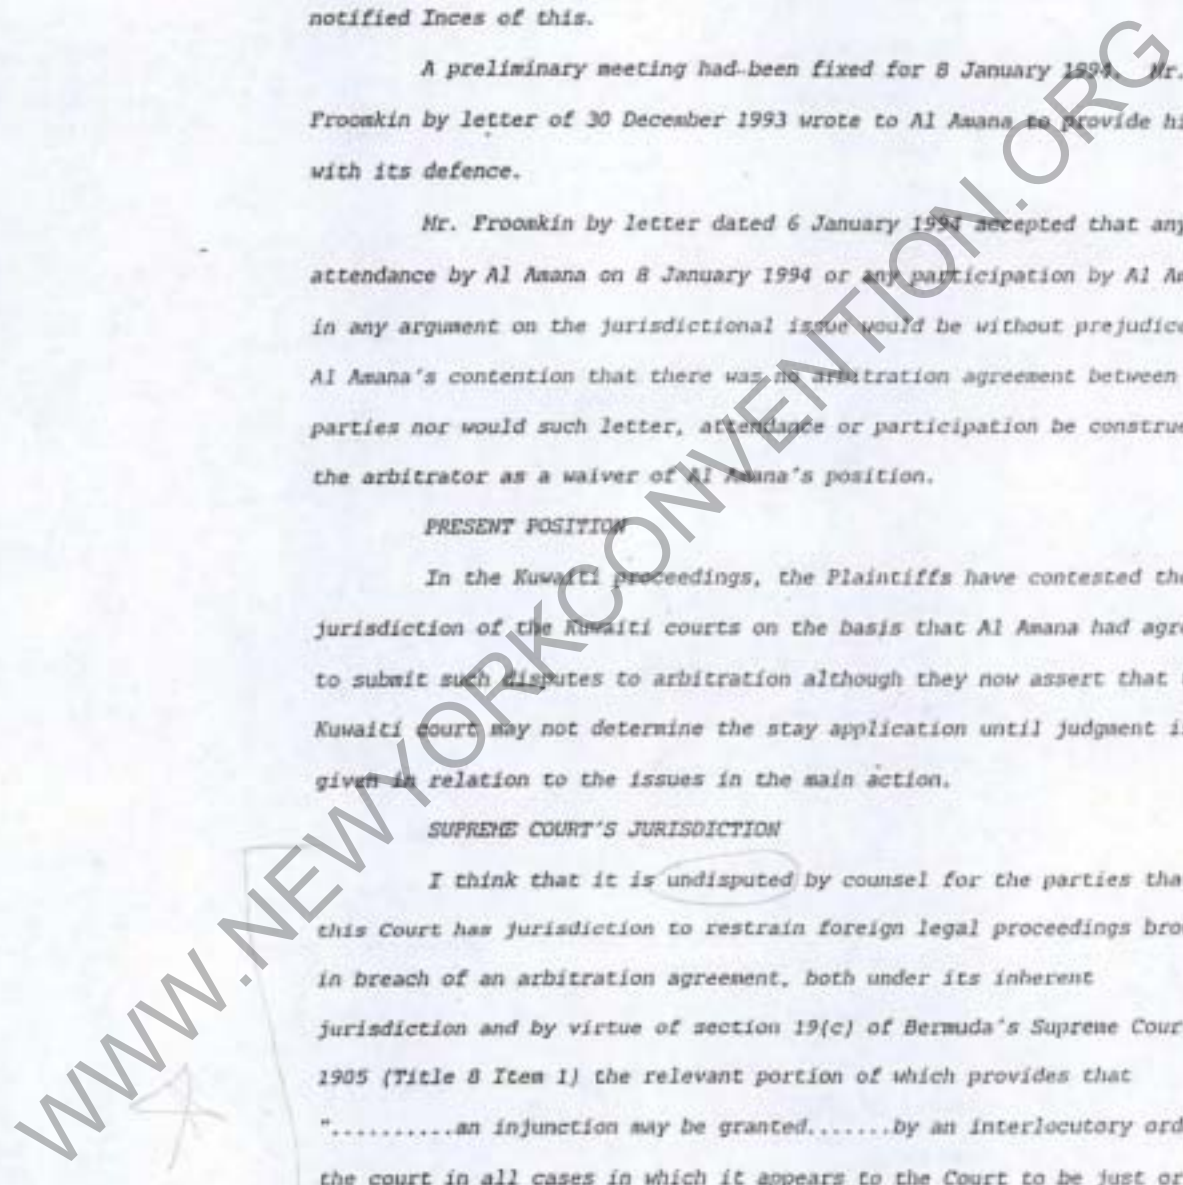 notified Inces of this.
A preliminary meeting had been fixed for 8 January 1994. Mr.
Froomkin by letter of 30 December 1993 wrote to Al Amana to provide hi
with its defence.
Mr. Froomkin by letter dated 6 January 1994 accepted that any
attendance by Al Amana on 8 January 1994 or any participation by Al Am
in any argument on the jurisdictional issue would be without prejudice
Al Amana's contention that there was no arbitration agreement between
parties nor would such letter, attendance or participation be construe
the arbitrator as a waiver of Al Amana's position.
PRESENT POSITION
In the Kuwaiti proceedings, the Plaintiffs have contested the
jurisdiction of the Kuwaiti courts on the basis that Al Amana had agre
to submit such disputes to arbitration although they now assert that
Kuwaiti court may not determine the stay application until judgment i
given in relation to the issues in the main action.
SUPREME COURT'S JURISDICTION
I think that it is undisputed by counsel for the parties tha
this Court has jurisdiction to restrain foreign legal proceedings bro
in breach of an arbitration agreement, both under its inherent
jurisdiction and by virtue of section 19(c) of Bermuda's Supreme Cour
1905 (Title 8 Item 1) the relevant portion of which provides that
"..........an injunction may be granted.......by an interlocutory ord
the court in all cases in which it appears to the Court to be just or
WWW.NEWYORKCONVENTION.ORG